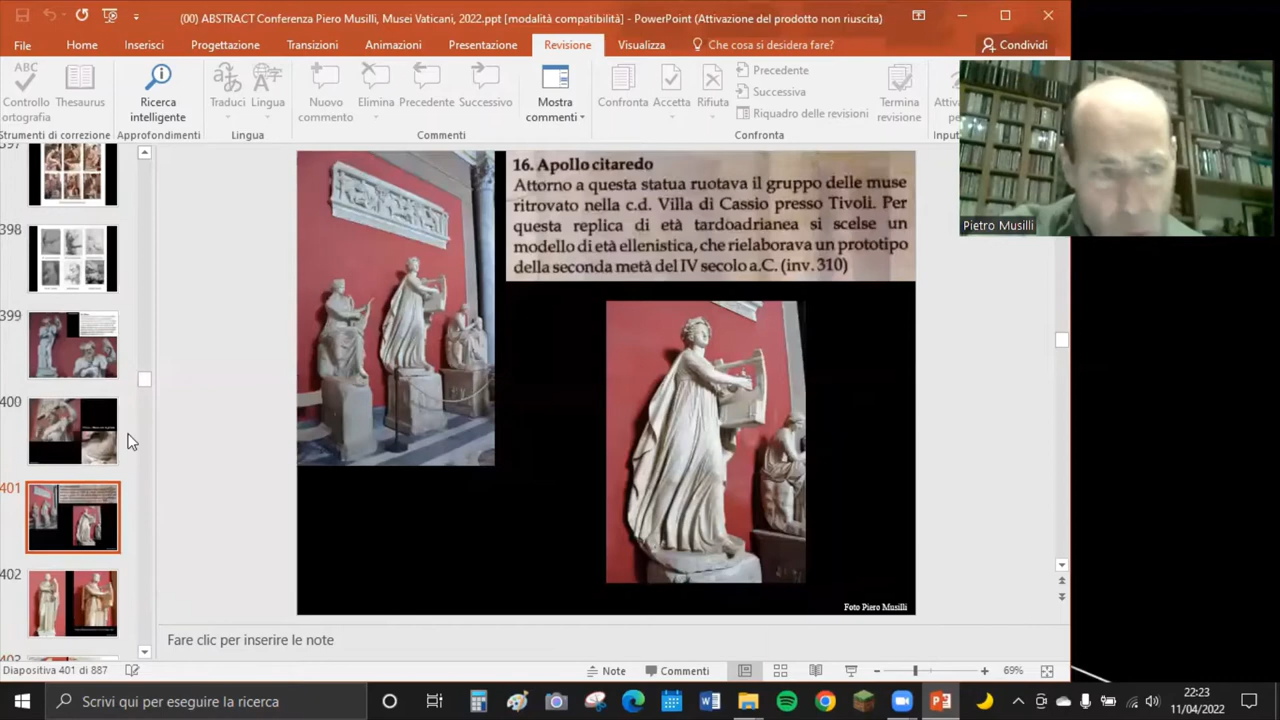 (00) ABSTRACT Conferenza Piero Musilli, Musei Vaticani, 2022.ppt [modalità compatibilità] - PowerPoint (Attivazione del prodotto non riuscita)
File Home Inserisci Progettazione Transizioni Animazioni Presentazione Revisione Visualizza Che cosa si desidera fare? Condividi
ABC
Controllo ortografia
Thesaurus
Ricerca intelligente
Traduci
Lingua
Nuovo commento
Elimina
Precedente
Successivo
Mostra commenti
Confronta
Accetta
Rifiuta
Precedente
Successiva
Riquadro delle revisioni
Termina revisione
Strumenti di correzione Approfondimenti Lingua Commenti Confronta
Pietro Musilli
16. Apollo citaredo
Attorno a questa statua ruotava il gruppo delle muse
ritrovato nella c.d. Villa di Cassio presso Tivoli. Per
questa replica di età tardoadrianea si scelse un
modello di età ellenistica, che rielaborava un prototipo
della seconda metà del IV secolo a.C. (inv. 310)
Foto Piero Musilli
397
398
399
400
401
402
Fare clic per inserire le note
Diapositiva 401 di 887 Note Commenti 69%
Scrivi qui per eseguire la ricerca
22:23
11/04/2022